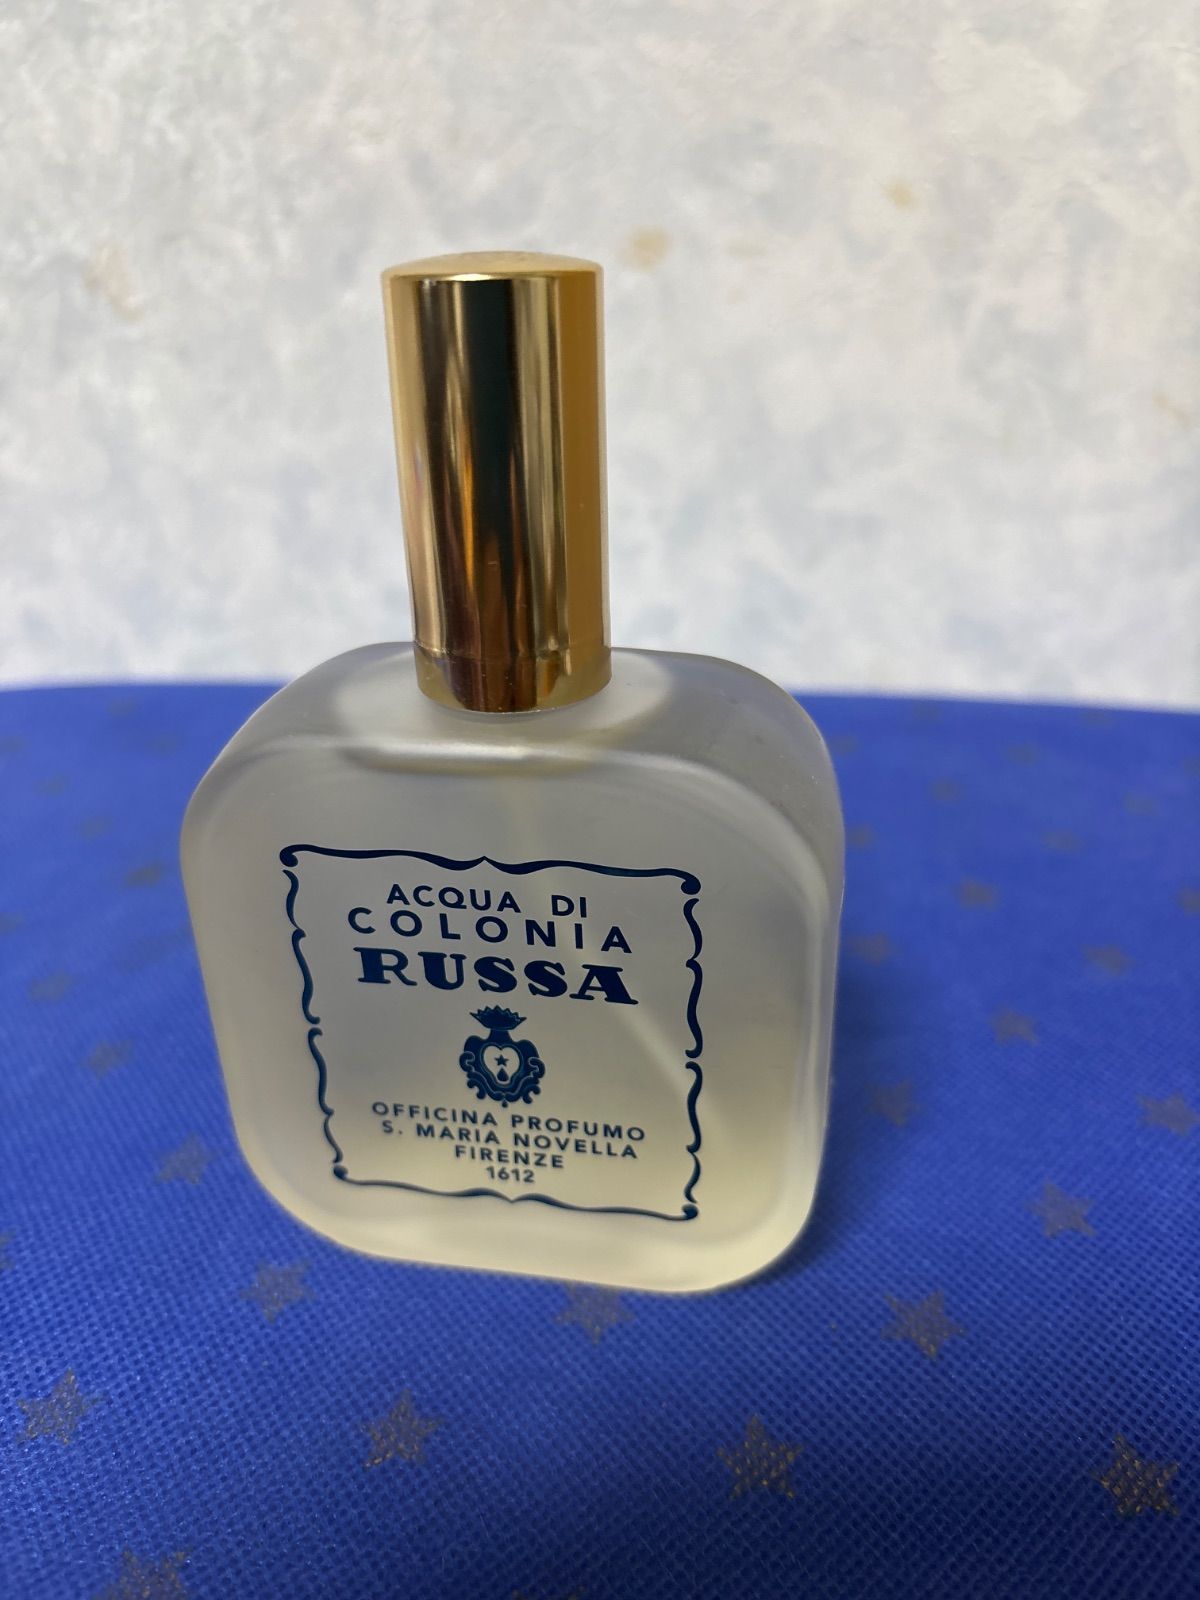 ACQUA DI
COLONIA
RUSSA
OFFICINA PROFUMO
S. MARIA NOVELLA
FIRENZE
1612